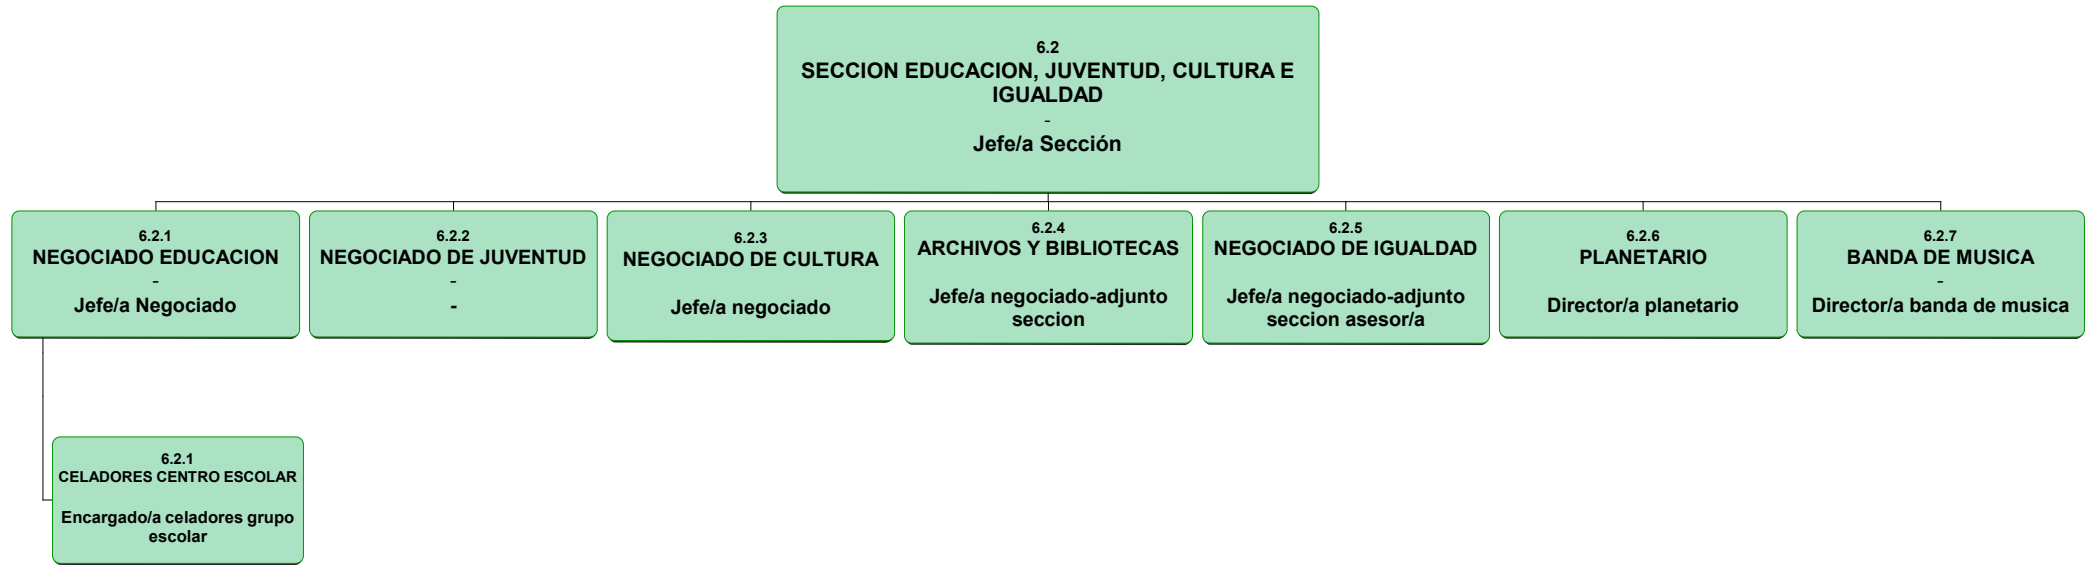 6.2
SECCION EDUCACION, JUVENTUD, CULTURA E
IGUALDAD
-
Jefe/a Sección
6.2.1
NEGOCIADO EDUCACION
-
Jefe/a Negociado
6.2.2
NEGOCIADO DE JUVENTUD
-
-
6.2.3
NEGOCIADO DE CULTURA
Jefe/a negociado
6.2.4
ARCHIVOS Y BIBLIOTECAS
Jefe/a negociado-adjunto
seccion
6.2.5
NEGOCIADO DE IGUALDAD
Jefe/a negociado-adjunto
seccion asesor/a
6.2.6
PLANETARIO
Director/a planetario
6.2.7
BANDA DE MUSICA
-
Director/a banda de musica
6.2.1
CELADORES CENTRO ESCOLAR
Encargado/a celadores grupo
escolar